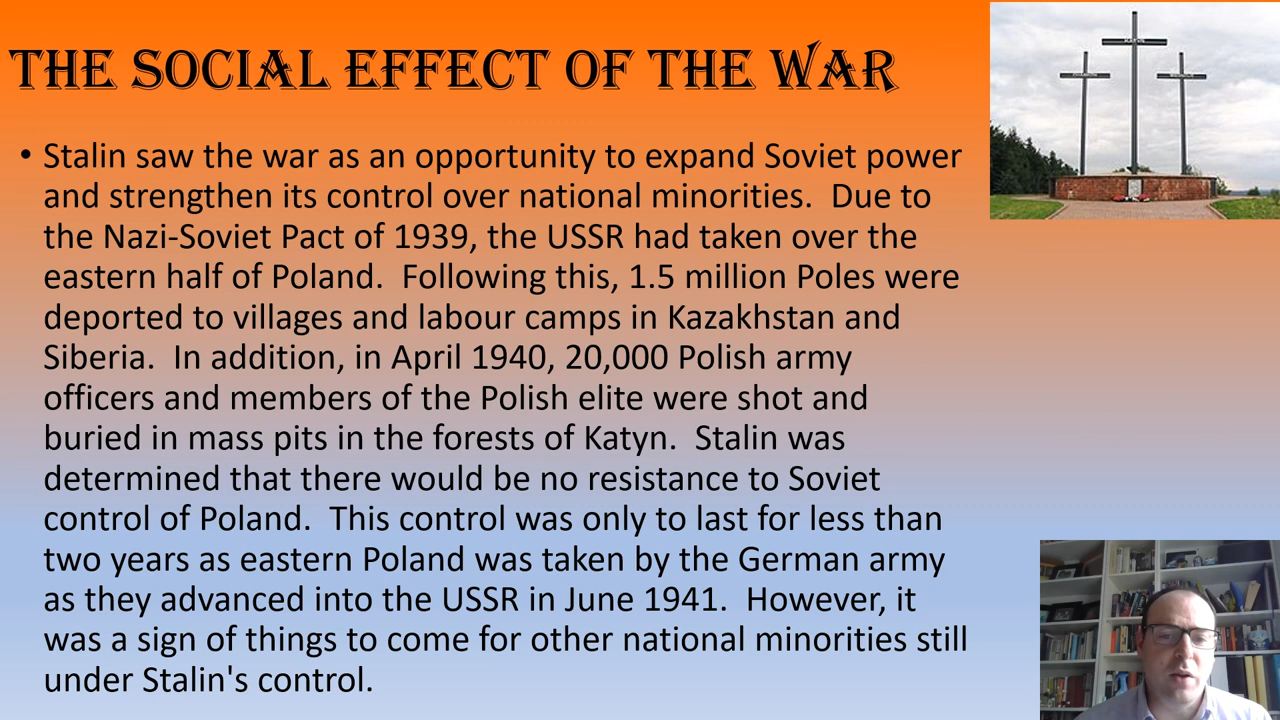 THE SOCIAL EFFECT OF THE WAR
• Stalin saw the war as an opportunity to expand Soviet power
and strengthen its control over national minorities.  Due to
the Nazi-Soviet Pact of 1939, the USSR had taken over the
eastern half of Poland.  Following this, 1.5 million Poles were
deported to villages and labour camps in Kazakhstan and
Siberia.  In addition, in April 1940, 20,000 Polish army
officers and members of the Polish elite were shot and
buried in mass pits in the forests of Katyn.  Stalin was
determined that there would be no resistance to Soviet
control of Poland.  This control was only to last for less than
two years as eastern Poland was taken by the German army
as they advanced into the USSR in June 1941.  However, it
was a sign of things to come for other national minorities still
under Stalin's control.